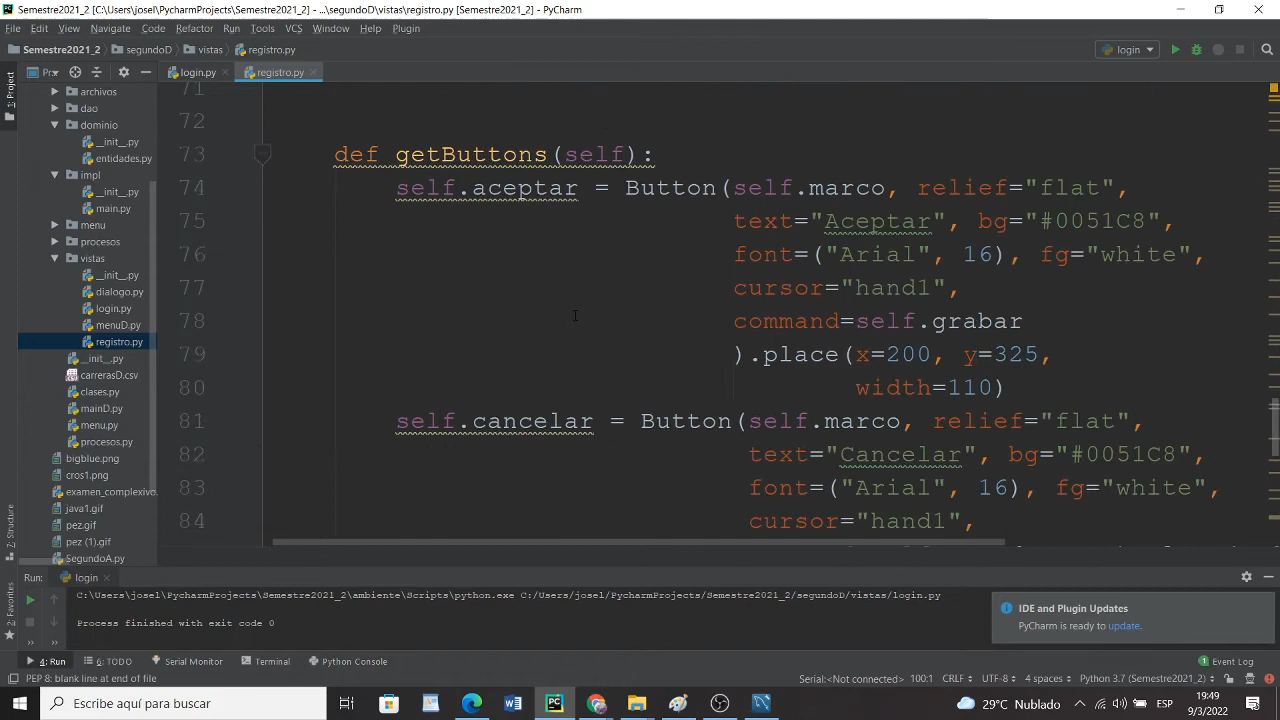 Semestre2021_2 [C:\Users\josel\PycharmProjects\Semestre2021_2] - ...\segundoD\vistas\registro.py [Semestre2021_2] - PyCharm
File Edit View Navigate Code Refactor Run Tools VCS Window Help Plugin
Semestre2021_2 segundoD vistas registro.py login
Pr... login.py registro.py
1: Project
archivos
dao
dominio
__init__.py
entidades.py
impl
__init__.py
main.py
menu
procesos
vistas
__init__.py
dialogo.py
login.py
menuD.py
registro.py
__init__.py
carrerasD.csv
clases.py
mainD.py
menu.py
procesos.py
bigblue.png
cros1.png
examen_complexivo.
java1.gif
pez.gif
pez (1).gif
SegundoA.py
7: Structure
2: Favorites
71
72
73 def getButtons(self):
74 self.aceptar = Button(self.marco, relief="flat",
75 text="Aceptar", bg="#0051C8",
76 font=("Arial", 16), fg="white",
77 cursor="hand1",
78 command=self.grabar
79 ).place(x=200, y=325,
80 width=110)
81 self.cancelar = Button(self.marco, relief="flat",
82 text="Cancelar", bg="#0051C8",
83 font=("Arial", 16), fg="white",
84 cursor="hand1",
Run: login
C:\Users\josel\PycharmProjects\Semestre2021_2\ambiente\Scripts\python.exe C:/Users/josel/PycharmProjects/Semestre2021_2/segundoD/vistas/login.py
Process finished with exit code 0
IDE and Plugin Updates
PyCharm is ready to update.
4: Run 6: TODO Serial Monitor Terminal Python Console 1 Event Log
PEP 8: blank line at end of file Serial:<not connected> 100:1 CRLF UTF-8 4 spaces Python 3.7 (Semestre2021_2)
Escribe aquí para buscar 29°C Nublado ESP 19:49 9/3/2022